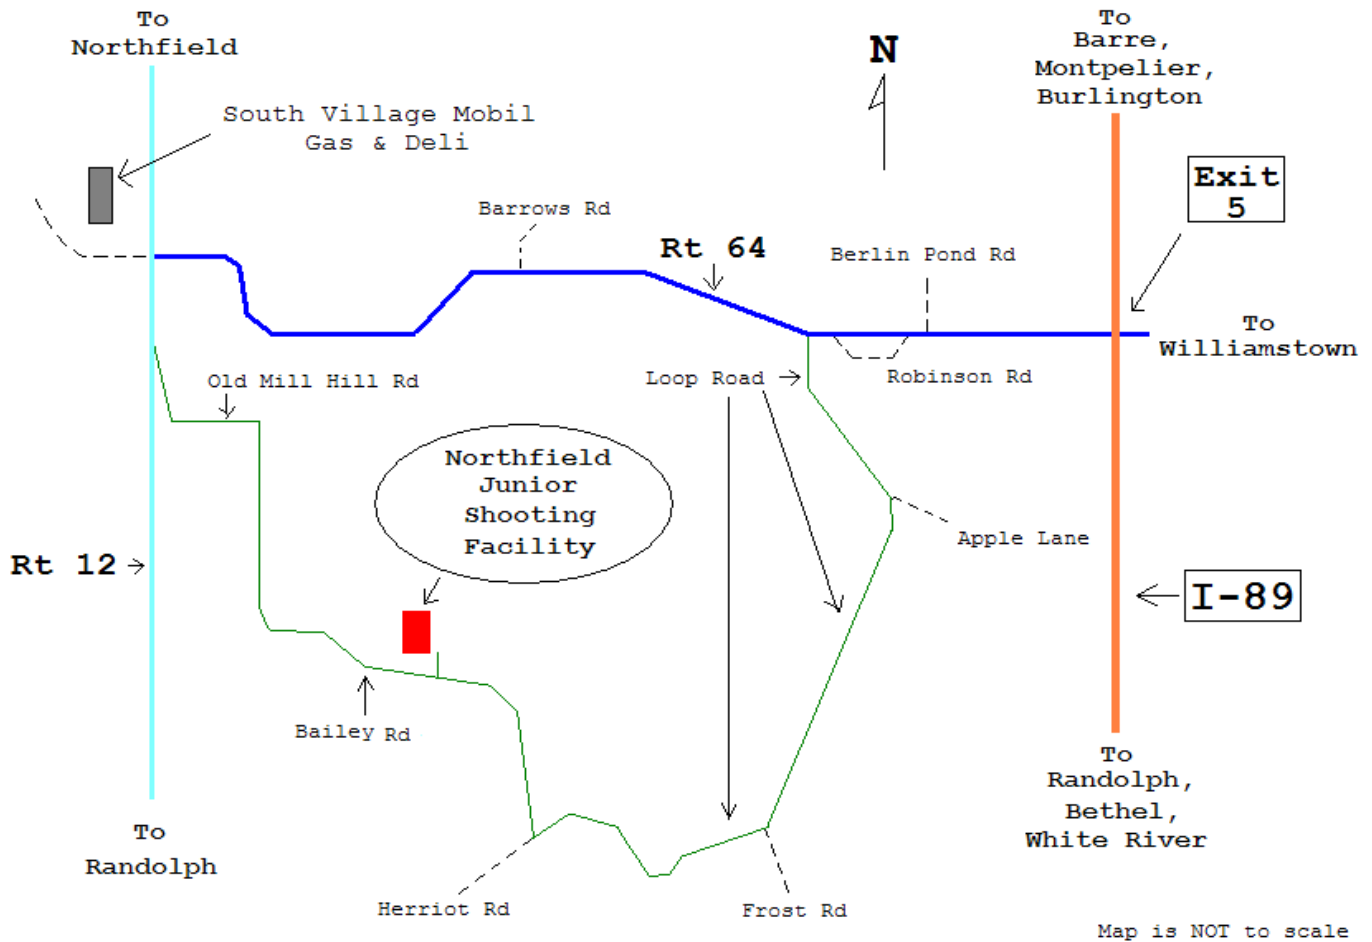 To
Northfield
South Village Mobil
Gas & Deli
N
To
Barre,
Montpelier,
Burlington
Exit
5
Barrows Rd
Rt 64
Berlin Pond Rd
To
Williamstown
Old Mill Hill Rd
Loop Road
Robinson Rd
Northfield
Junior
Shooting
Facility
Apple Lane
Rt 12
I-89
Bailey Rd
To
Randolph
To
Randolph,
Bethel,
White River
Herriot Rd
Frost Rd
Map is NOT to scale